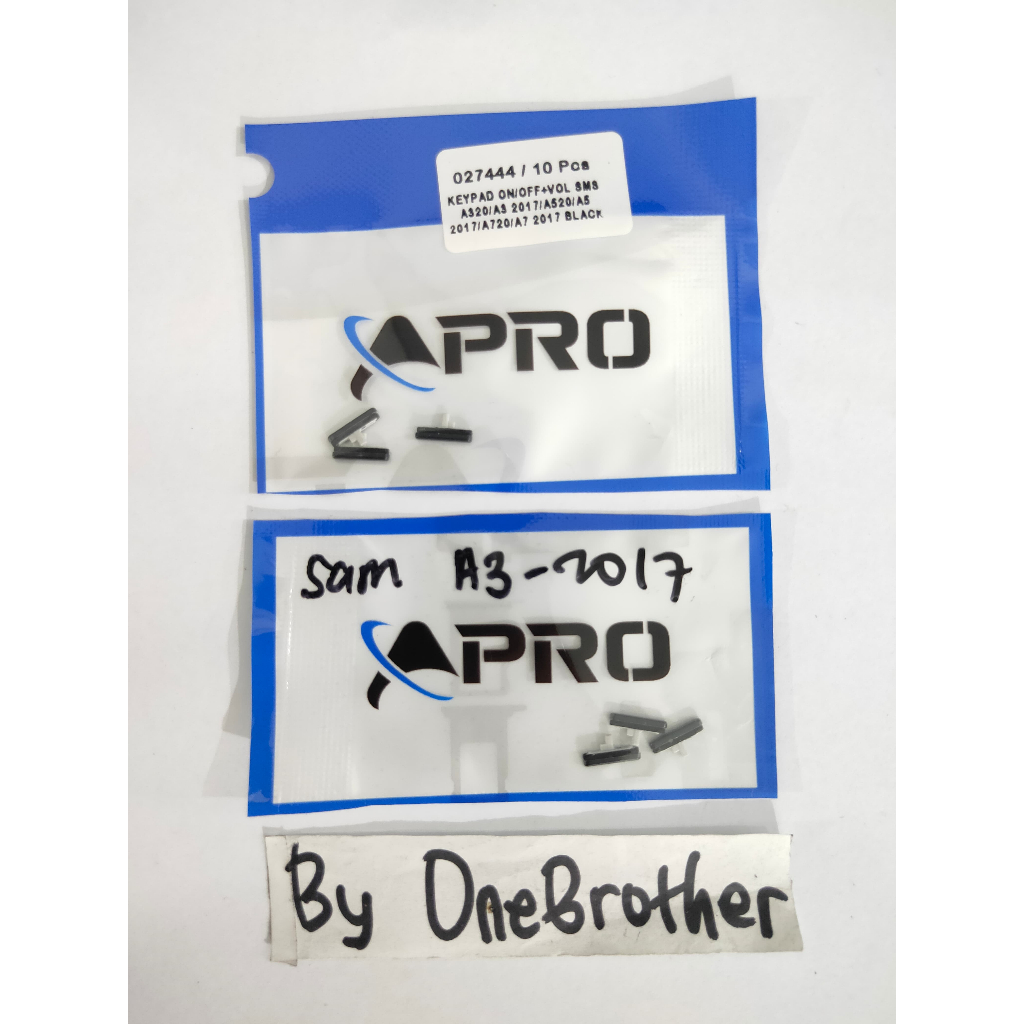 027444 / 10 Pcs
KEYPAD ON/OFF+VOL SMS
A320/A3 2017/A520/A5
2017/A720/A7 2017 BLACK
APRO
sam A3-2017
APRO
By OneBrother